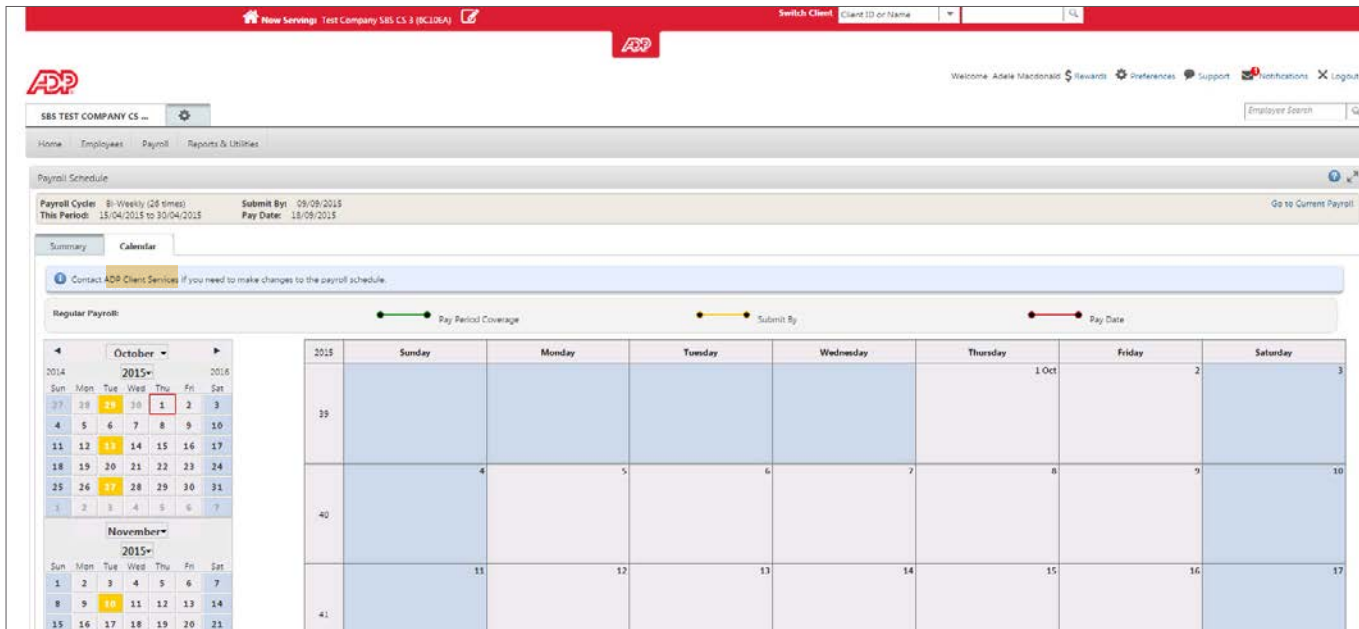 Now Serving: Test Company SBS CS 3 (6C10EA) Switch Client Client ID or Name
ADP
ADP
Welcome Adele Macdonald $ Rewards Preferences Support Notifications X Logout
SBS TEST COMPANY CS ... Employee Search
Home Employees Payroll Reports & Utilities
Payroll Schedule
Payroll Cycle: Bi-Weekly (26 times) Submit By: 09/09/2015 Go to Current Payroll
This Period: 15/04/2015 to 30/04/2015 Pay Date: 18/09/2015
Summary Calendar
Contact ADP Client Services if you need to make changes to the payroll schedule.
Regular Payroll: Pay Period Coverage Submit By Pay Date
October
2014 2015 2016
Sun Mon Tue Wed Thu Fri Sat
27 28 29 30 1 2 3
4 5 6 7 8 9 10
11 12 13 14 15 16 17
18 19 20 21 22 23 24
25 26 27 28 29 30 31
1 2 3 4 5 6 7
November
2015
Sun Mon Tue Wed Thu Fri Sat
1 2 3 4 5 6 7
8 9 10 11 12 13 14
15 16 17 18 19 20 21
2015 Sunday Monday Tuesday Wednesday Thursday Friday Saturday
1 Oct 2 3
39
4 5 6 7 8 9 10
40
11 12 13 14 15 16 17
41